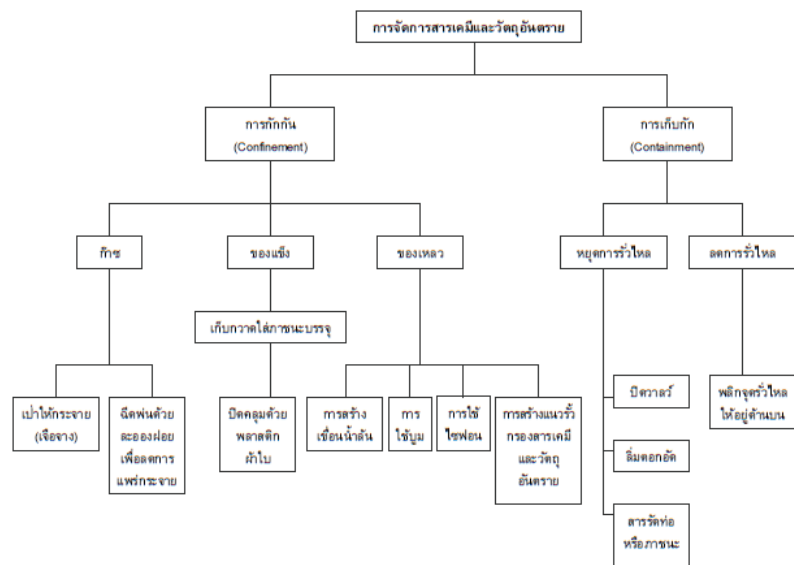 การจัดการสารเคมีและวัตถุอันตราย
การกักกัน
(Confinement)
การเก็บกัก
(Containment)
ก๊าซ
ของแข็ง
ของเหลว
หยุดการรั่วไหล
ลดการรั่วไหล
เก็บกวาดใส่ภาชนะบรรจุ
เป่าให้กระจาย
(เจือจาง)
ฉีดพ่นด้วย
ละอองฝอย
เพื่อลดการ
แพร่กระจาย
ปิดคลุมด้วย
พลาสติก
ผ้าใบ
การสร้าง
เขื่อนน้ำล้น
การ
ใช้บูม
การใช้
ไซฟอน
การสร้างแนวรั้ว
กรองสารเคมี
และวัตถุ
อันตราย
ปิดวาลว์
ลิ่มตอกอัด
สารรัดท่อ
หรือภาชนะ
พลิกจุดรั่วไหล
ให้อยู่ด้านบน